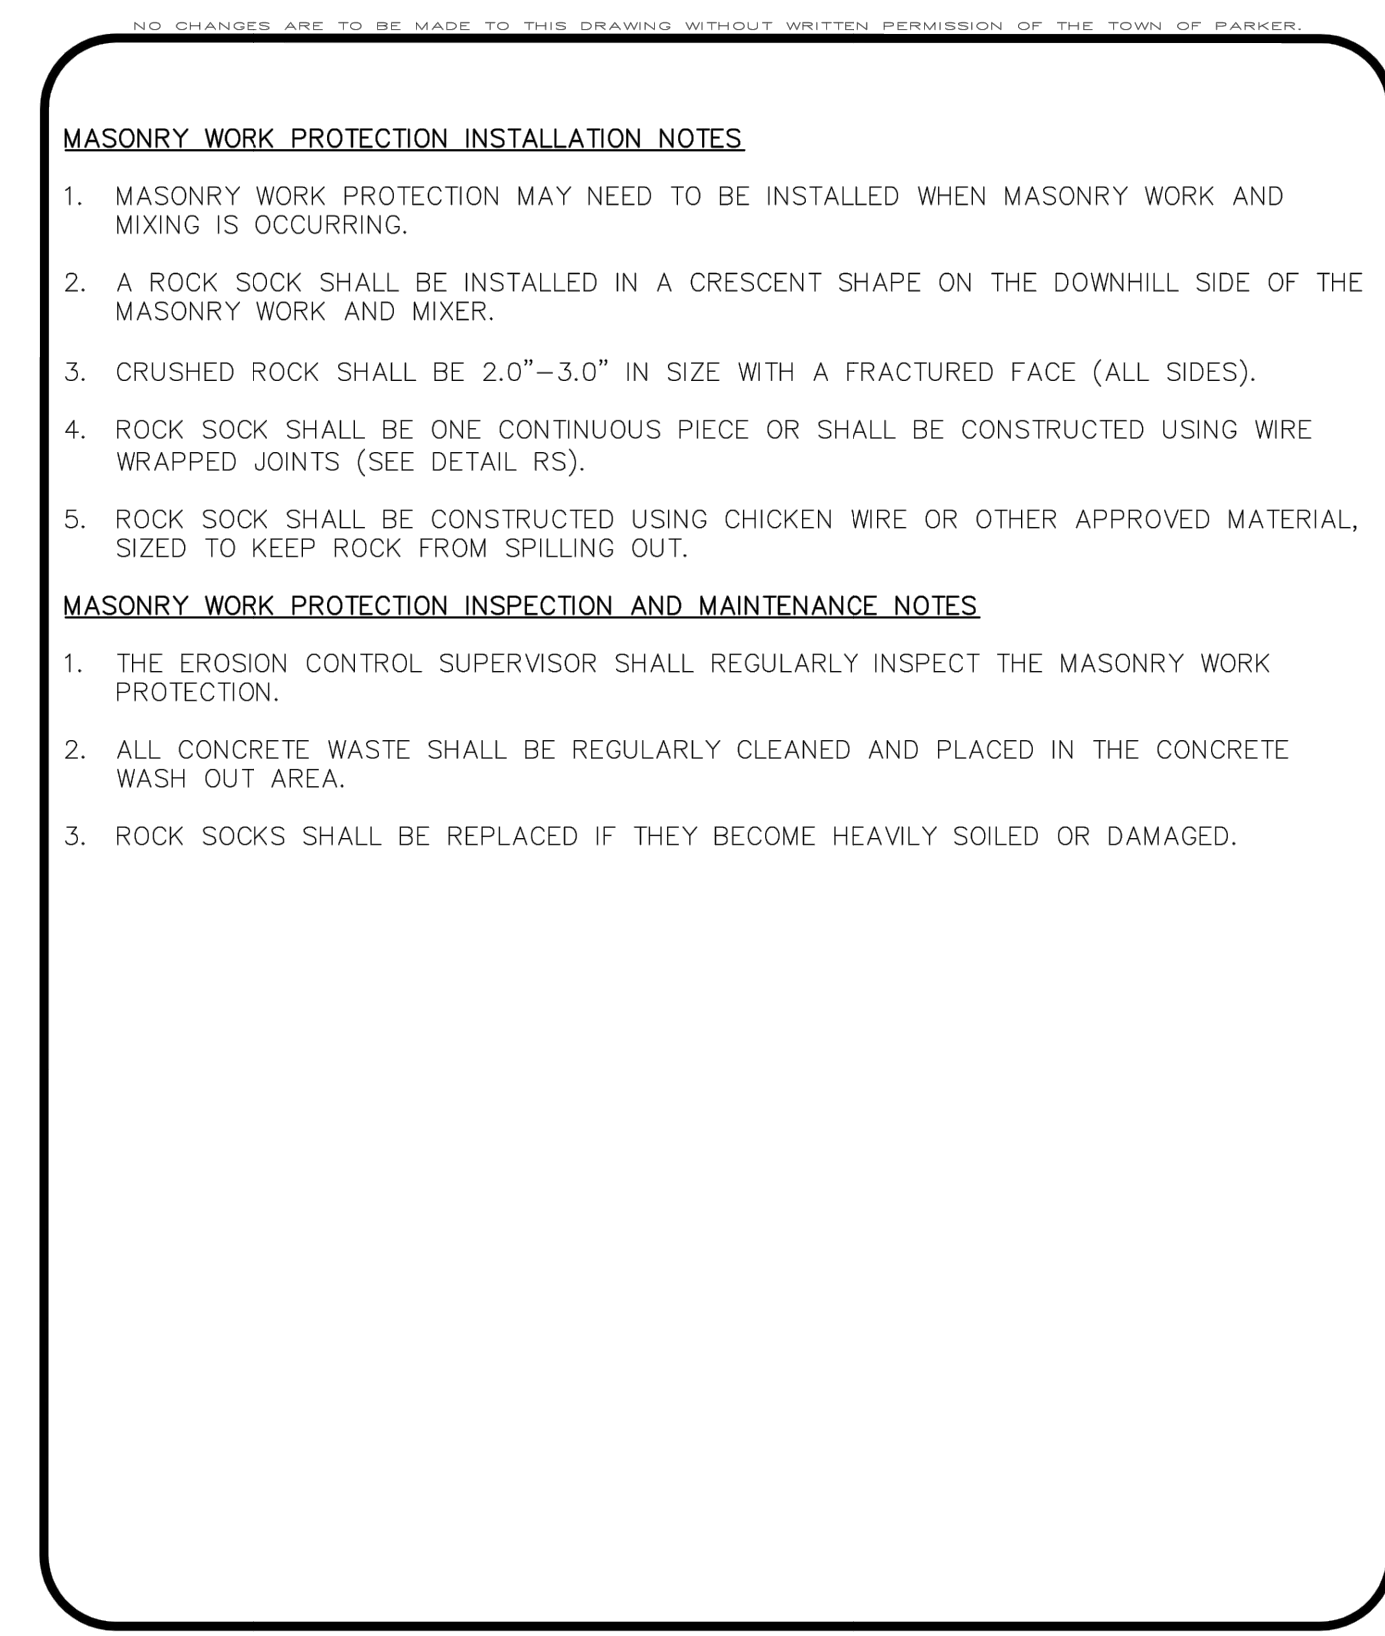 NO CHANGES ARE TO BE MADE TO THIS DRAWING WITHOUT WRITTEN PERMISSION OF THE TOWN OF PARKER.
MASONRY WORK PROTECTION INSTALLATION NOTES
1. MASONRY WORK PROTECTION MAY NEED TO BE INSTALLED WHEN MASONRY WORK AND
MIXING IS OCCURRING.
2. A ROCK SOCK SHALL BE INSTALLED IN A CRESCENT SHAPE ON THE DOWNHILL SIDE OF THE
MASONRY WORK AND MIXER.
3. CRUSHED ROCK SHALL BE 2.0”–3.0” IN SIZE WITH A FRACTURED FACE (ALL SIDES).
4. ROCK SOCK SHALL BE ONE CONTINUOUS PIECE OR SHALL BE CONSTRUCTED USING WIRE
WRAPPED JOINTS (SEE DETAIL RS).
5. ROCK SOCK SHALL BE CONSTRUCTED USING CHICKEN WIRE OR OTHER APPROVED MATERIAL,
SIZED TO KEEP ROCK FROM SPILLING OUT.
MASONRY WORK PROTECTION INSPECTION AND MAINTENANCE NOTES
1. THE EROSION CONTROL SUPERVISOR SHALL REGULARLY INSPECT THE MASONRY WORK
PROTECTION.
2. ALL CONCRETE WASTE SHALL BE REGULARLY CLEANED AND PLACED IN THE CONCRETE
WASH OUT AREA.
3. ROCK SOCKS SHALL BE REPLACED IF THEY BECOME HEAVILY SOILED OR DAMAGED.